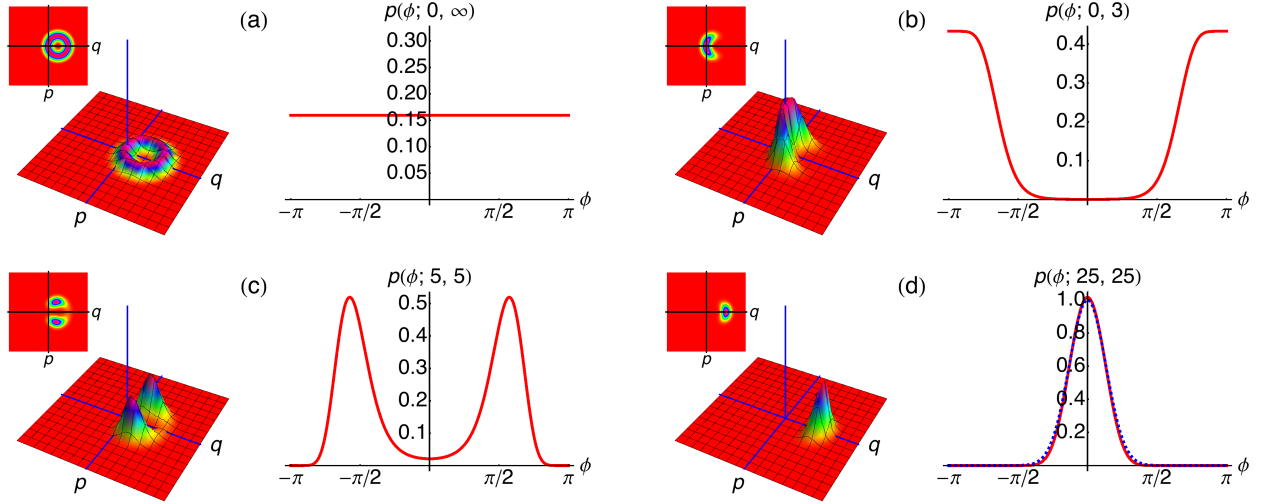 (a)
p(ϕ; 0, ∞)
q
p
q
p
0.30
0.25
0.20
0.15
0.10
0.05
−π
−π/2
π/2
π
ϕ
(b)
p(ϕ; 0, 3)
q
p
q
p
0.4
0.3
0.2
0.1
−π
−π/2
π/2
π
ϕ
(c)
p(ϕ; 5, 5)
q
p
q
p
0.5
0.4
0.3
0.2
0.1
−π
−π/2
π/2
π
ϕ
(d)
p(ϕ; 25, 25)
q
p
q
p
1.0
0.8
0.6
0.4
0.2
−π
−π/2
π/2
π
ϕ